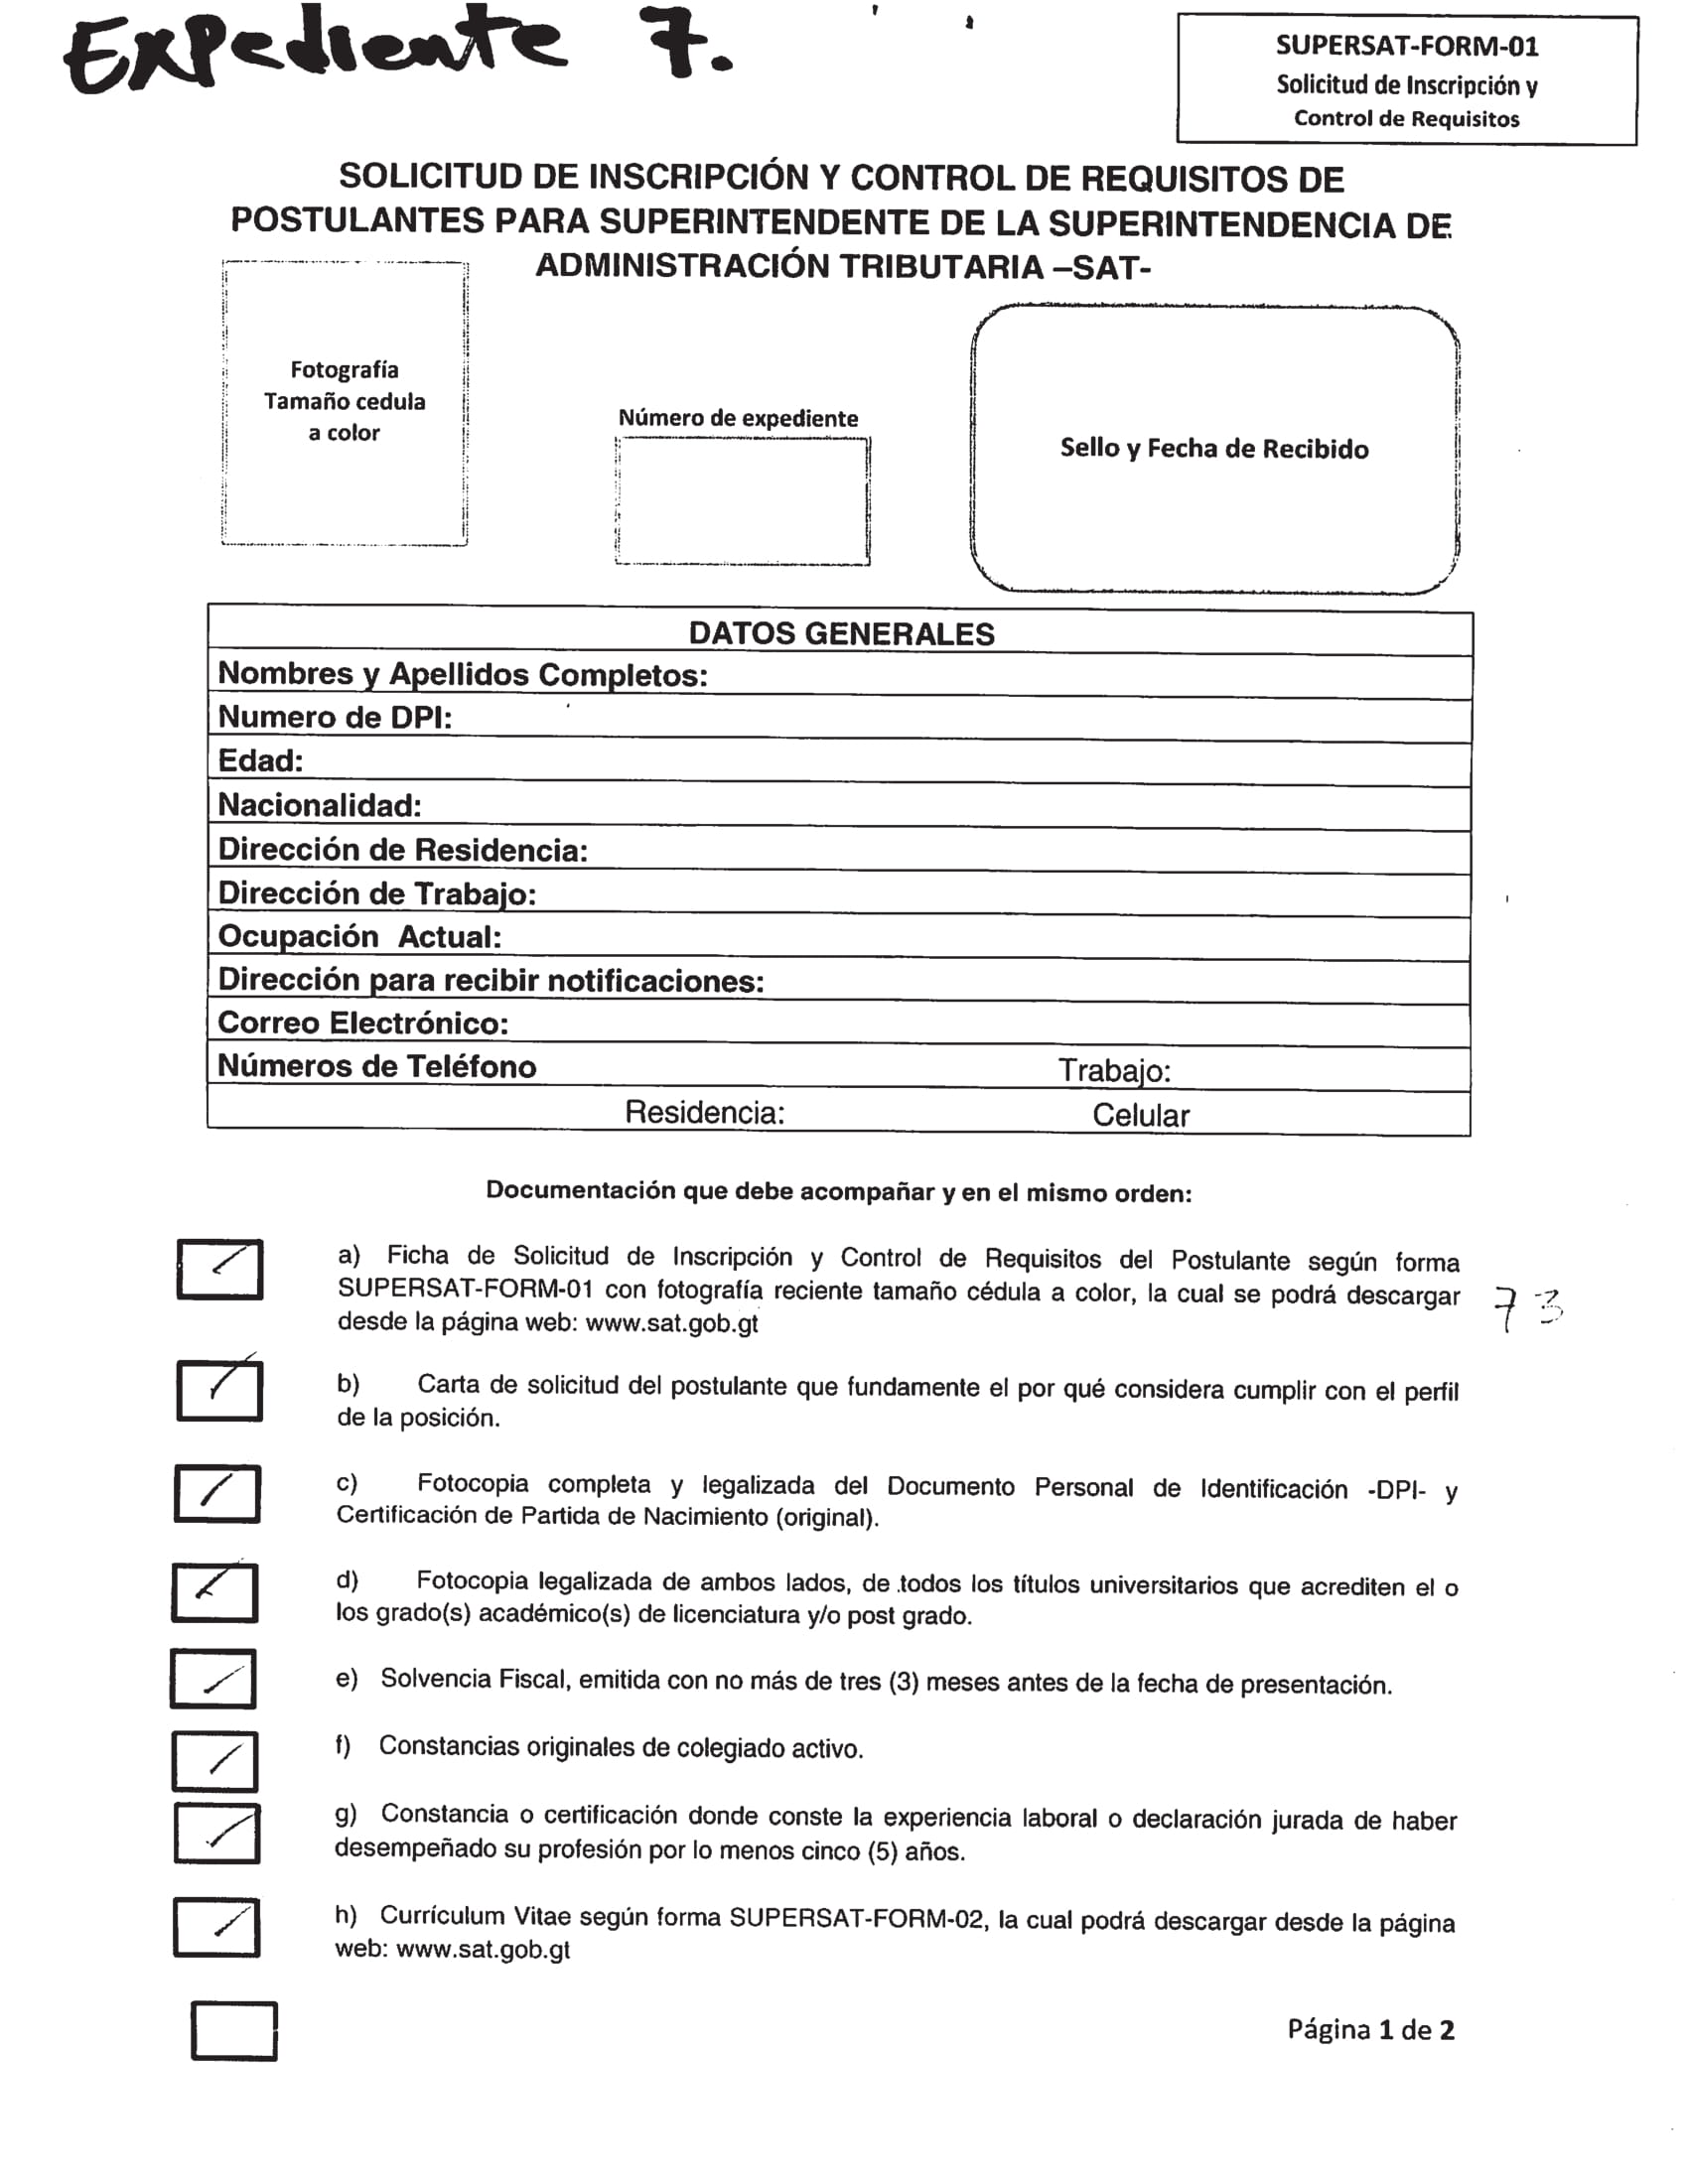 Expediente 7.
SUPERSAT-FORM-01
Solicitud de Inscripción y
Control de Requisitos
SOLICITUD DE INSCRIPCIÓN Y CONTROL DE REQUISITOS DE
POSTULANTES PARA SUPERINTENDENTE DE LA SUPERINTENDENCIA DE
ADMINISTRACIÓN TRIBUTARIA –SAT-
Fotografía
Tamaño cedula
a color
Número de expediente
Sello y Fecha de Recibido
DATOS GENERALES
Nombres y Apellidos Completos:
Numero de DPI:
Edad:
Nacionalidad:
Dirección de Residencia:
Dirección de Trabajo:
Ocupación Actual:
Dirección para recibir notificaciones:
Correo Electrónico:
Números de Teléfono Trabajo:
Residencia: Celular
Documentación que debe acompañar y en el mismo orden:
a) Ficha de Solicitud de Inscripción y Control de Requisitos del Postulante según forma
SUPERSAT-FORM-01 con fotografía reciente tamaño cédula a color, la cual se podrá descargar
73
desde la página web: www.sat.gob.gt
b) Carta de solicitud del postulante que fundamente el por qué considera cumplir con el perfil
de la posición.
c) Fotocopia completa y legalizada del Documento Personal de Identificación -DPI- y
Certificación de Partida de Nacimiento (original).
d) Fotocopia legalizada de ambos lados, de todos los títulos universitarios que acrediten el o
los grado(s) académico(s) de licenciatura y/o post grado.
e) Solvencia Fiscal, emitida con no más de tres (3) meses antes de la fecha de presentación.
f) Constancias originales de colegiado activo.
g) Constancia o certificación donde conste la experiencia laboral o declaración jurada de haber
desempeñado su profesión por lo menos cinco (5) años.
h) Currículum Vitae según forma SUPERSAT-FORM-02, la cual podrá descargar desde la página
web: www.sat.gob.gt
Página 1 de 2